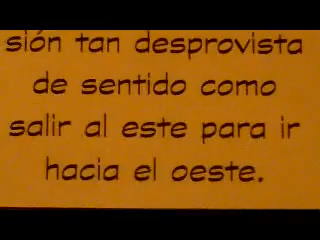 sión tan desprovista
de sentido como
salir al este para ir
hacia el oeste.